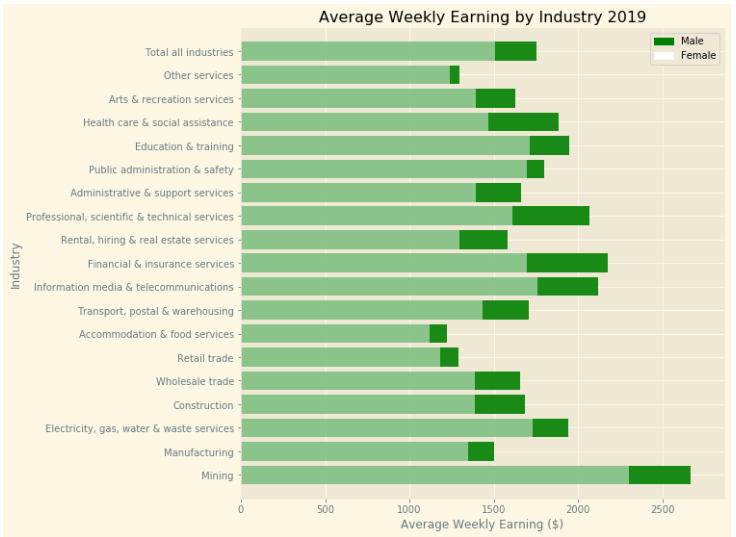 Average Weekly Earning by Industry 2019
Male
Female
Total all industries
Other services
Arts & recreation services
Health care & social assistance
Education & training
Public administration & safety
Administrative & support services
Professional, scientific & technical services
Rental, hiring & real estate services
Financial & insurance services
Information media & telecommunications
Transport, postal & warehousing
Accommodation & food services
Retail trade
Wholesale trade
Construction
Electricity, gas, water & waste services
Manufacturing
Mining
Industry
0 500 1000 1500 2000 2500
Average Weekly Earning ($)